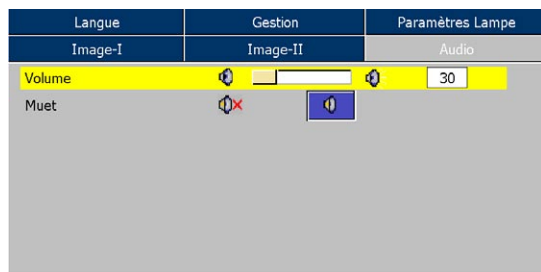 Langue Gestion Paramètres Lampe
Image-I Image-II Audio
Volume 30
Muet